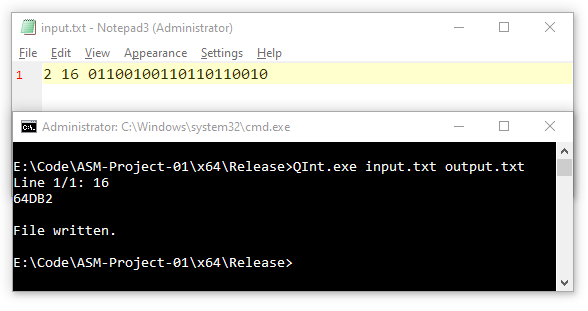 input.txt - Notepad3 (Administrator)
File Edit View Appearance Settings Help
1 2 16 01100100110110110010
Administrator: C:\Windows\system32\cmd.exe
E:\Code\ASM-Project-01\x64\Release>QInt.exe input.txt output.txt
Line 1/1: 16
64DB2
File written.
E:\Code\ASM-Project-01\x64\Release>